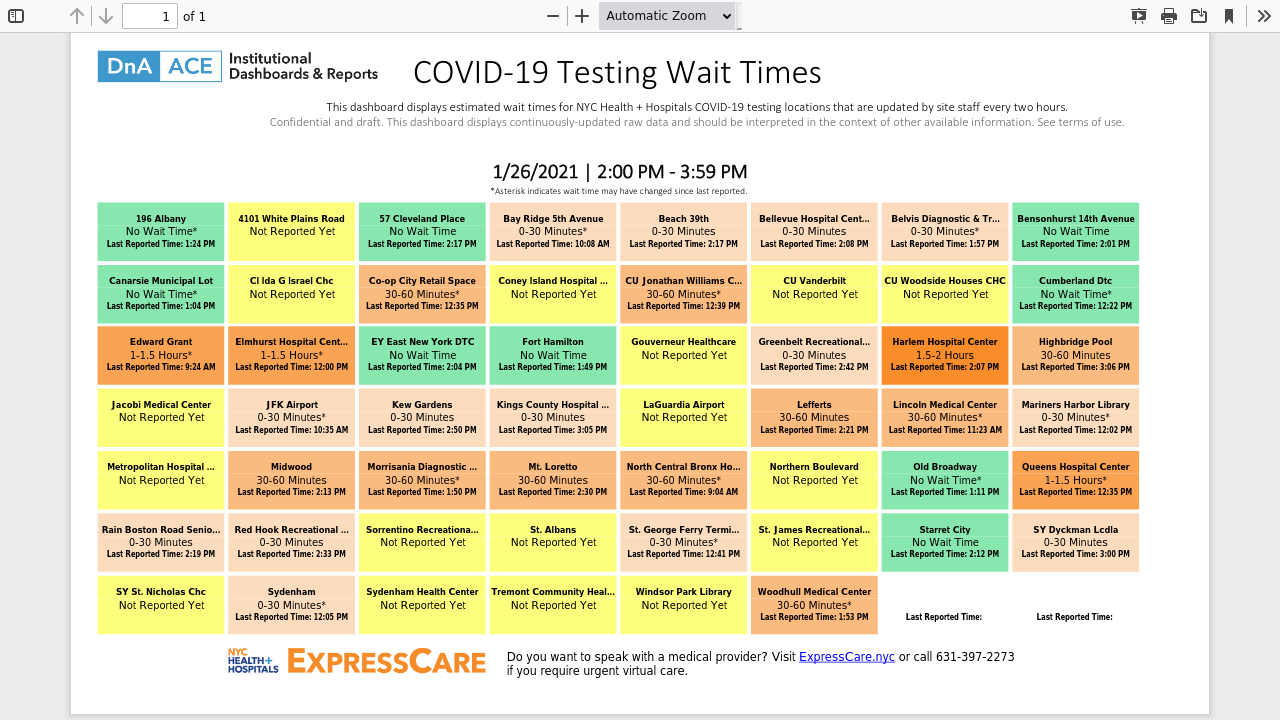 1
of 1
Automatic Zoom
DnA ACE Institutional
Dashboards & Reports
COVID-19 Testing Wait Times
This dashboard displays estimated wait times for NYC Health + Hospitals COVID-19 testing locations that are updated by site staff every two hours.
Confidential and draft. This dashboard displays continuously-updated raw data and should be interpreted in the context of other available information. See terms of use.
1/26/2021 | 2:00 PM - 3:59 PM
*Asterisk indicates wait time may have changed since last reported.
196 Albany
No Wait Time*
Last Reported Time: 1:24 PM
4101 White Plains Road
Not Reported Yet
57 Cleveland Place
No Wait Time
Last Reported Time: 2:17 PM
Bay Ridge 5th Avenue
0-30 Minutes*
Last Reported Time: 10:08 AM
Beach 39th
0-30 Minutes
Last Reported Time: 2:17 PM
Bellevue Hospital Cent...
0-30 Minutes
Last Reported Time: 2:08 PM
Belvis Diagnostic & Tr...
0-30 Minutes*
Last Reported Time: 1:57 PM
Bensonhurst 14th Avenue
No Wait Time
Last Reported Time: 2:01 PM
Canarsie Municipal Lot
No Wait Time*
Last Reported Time: 1:04 PM
Cl Ida G Israel Chc
Not Reported Yet
Co-op City Retail Space
30-60 Minutes*
Last Reported Time: 12:35 PM
Coney Island Hospital ...
Not Reported Yet
CU Jonathan Williams C...
30-60 Minutes*
Last Reported Time: 12:39 PM
CU Vanderbilt
Not Reported Yet
CU Woodside Houses CHC
Not Reported Yet
Cumberland Dtc
No Wait Time*
Last Reported Time: 12:22 PM
Edward Grant
1-1.5 Hours*
Last Reported Time: 9:24 AM
Elmhurst Hospital Cent...
1-1.5 Hours*
Last Reported Time: 12:00 PM
EY East New York DTC
No Wait Time
Last Reported Time: 2:04 PM
Fort Hamilton
No Wait Time
Last Reported Time: 1:49 PM
Gouverneur Healthcare
Not Reported Yet
Greenbelt Recreational...
0-30 Minutes
Last Reported Time: 2:42 PM
Harlem Hospital Center
1.5-2 Hours
Last Reported Time: 2:07 PM
Highbridge Pool
30-60 Minutes
Last Reported Time: 3:06 PM
Jacobi Medical Center
Not Reported Yet
JFK Airport
0-30 Minutes*
Last Reported Time: 10:35 AM
Kew Gardens
0-30 Minutes
Last Reported Time: 2:50 PM
Kings County Hospital ...
0-30 Minutes
Last Reported Time: 3:05 PM
LaGuardia Airport
Not Reported Yet
Lefferts
30-60 Minutes
Last Reported Time: 2:21 PM
Lincoln Medical Center
30-60 Minutes*
Last Reported Time: 11:23 AM
Mariners Harbor Library
0-30 Minutes*
Last Reported Time: 12:02 PM
Metropolitan Hospital ...
Not Reported Yet
Midwood
30-60 Minutes
Last Reported Time: 2:13 PM
Morrisania Diagnostic ...
30-60 Minutes*
Last Reported Time: 1:50 PM
Mt. Loretto
30-60 Minutes
Last Reported Time: 2:30 PM
North Central Bronx Ho...
30-60 Minutes*
Last Reported Time: 9:04 AM
Northern Boulevard
Not Reported Yet
Old Broadway
No Wait Time*
Last Reported Time: 1:11 PM
Queens Hospital Center
1-1.5 Hours*
Last Reported Time: 12:35 PM
Rain Boston Road Senio...
0-30 Minutes
Last Reported Time: 2:19 PM
Red Hook Recreational ...
0-30 Minutes
Last Reported Time: 2:33 PM
Sorrentino Recreationa...
Not Reported Yet
St. Albans
Not Reported Yet
St. George Ferry Termi...
0-30 Minutes*
Last Reported Time: 12:41 PM
St. James Recreational...
Not Reported Yet
Starret City
No Wait Time
Last Reported Time: 2:12 PM
SY Dyckman Lcdla
0-30 Minutes
Last Reported Time: 3:00 PM
SY St. Nicholas Chc
Not Reported Yet
Sydenham
0-30 Minutes*
Last Reported Time: 12:05 PM
Sydenham Health Center
Not Reported Yet
Tremont Community Heal...
Not Reported Yet
Windsor Park Library
Not Reported Yet
Woodhull Medical Center
30-60 Minutes*
Last Reported Time: 1:53 PM
Last Reported Time:
Last Reported Time:
NYC
HEALTH+
HOSPITALS
EXPRESSCARE
Do you want to speak with a medical provider? Visit ExpressCare.nyc or call 631-397-2273
if you require urgent virtual care.